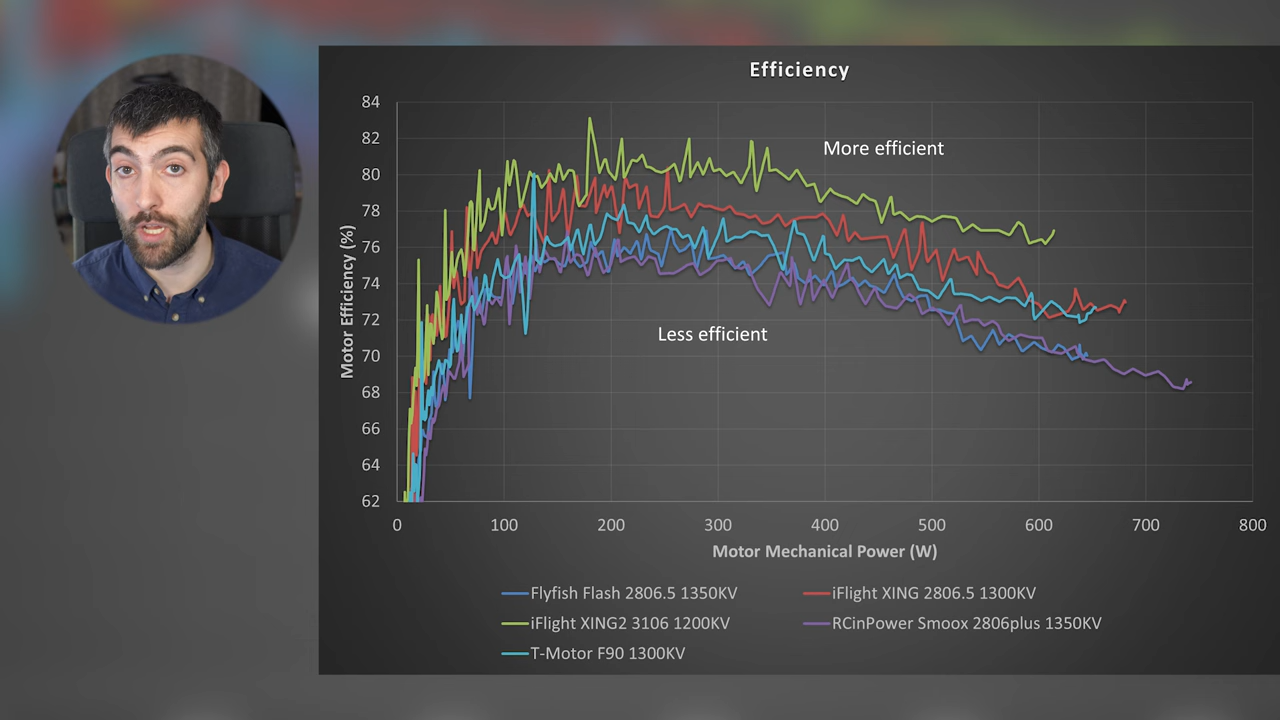 Efficiency
84
82
More efficient
80
78
76
74
Less efficient
72
70
68
66
64
62
Motor Efficiency (%)
0 100 200 300 400 500 600 700 800
Motor Mechanical Power (W)
Flyfish Flash 2806.5 1350KV iFlight XING 2806.5 1300KV
iFlight XING2 3106 1200KV RCinPower Smoox 2806plus 1350KV
T-Motor F90 1300KV